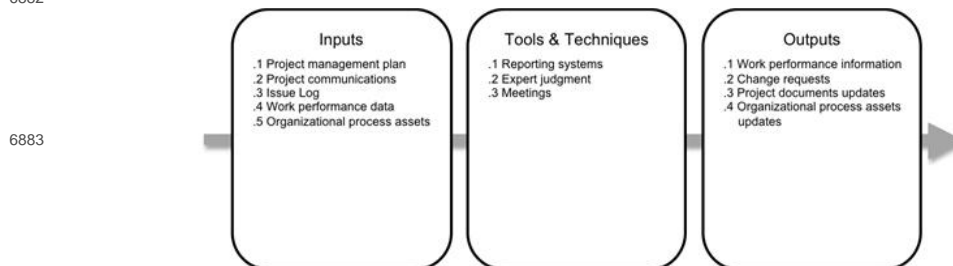 Inputs
.1 Project management plan
.2 Project communications
.3 Issue Log
.4 Work performance data
.5 Organizational process assets
Tools & Techniques
.1 Reporting systems
.2 Expert judgment
.3 Meetings
Outputs
.1 Work performance information
.2 Change requests
.3 Project documents updates
.4 Organizational process assets
updates
6883